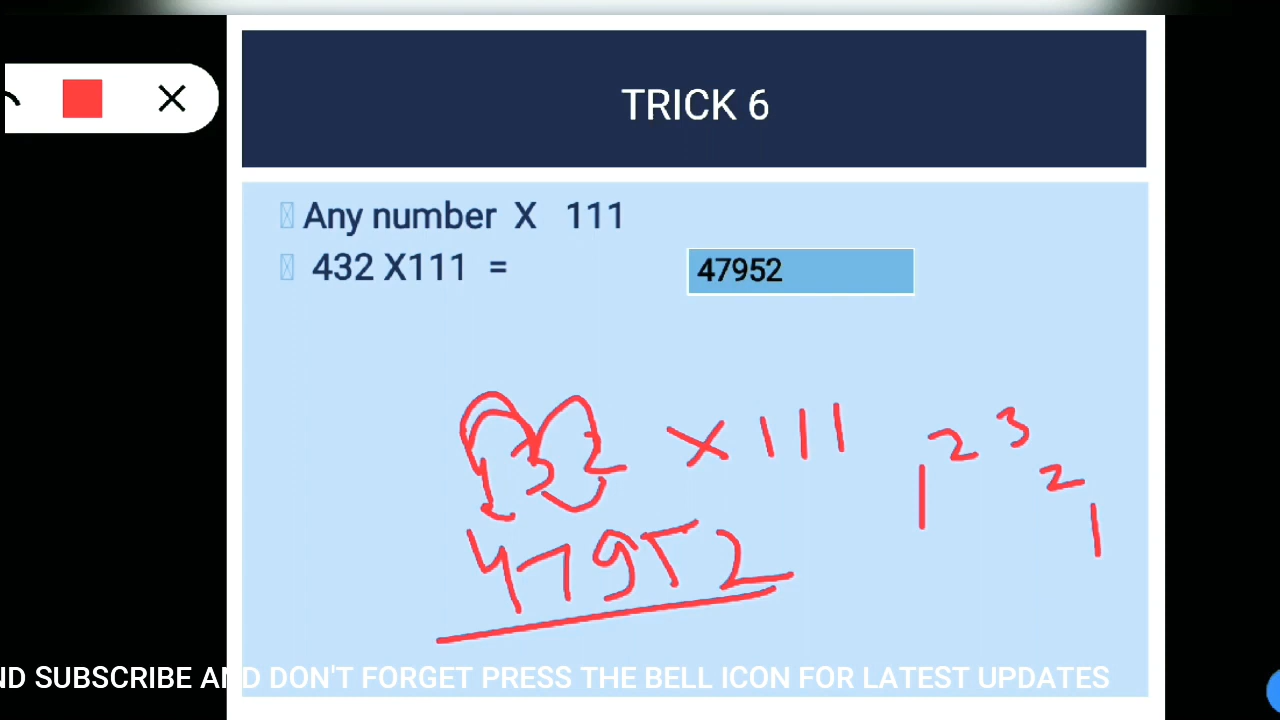 TRICK 6
Any number X 111
432 X111 = 47952
132 X 111
1 2 3 2 1
47952
ND SUBSCRIBE AND DON'T FORGET PRESS THE BELL ICON FOR LATEST UPDATES